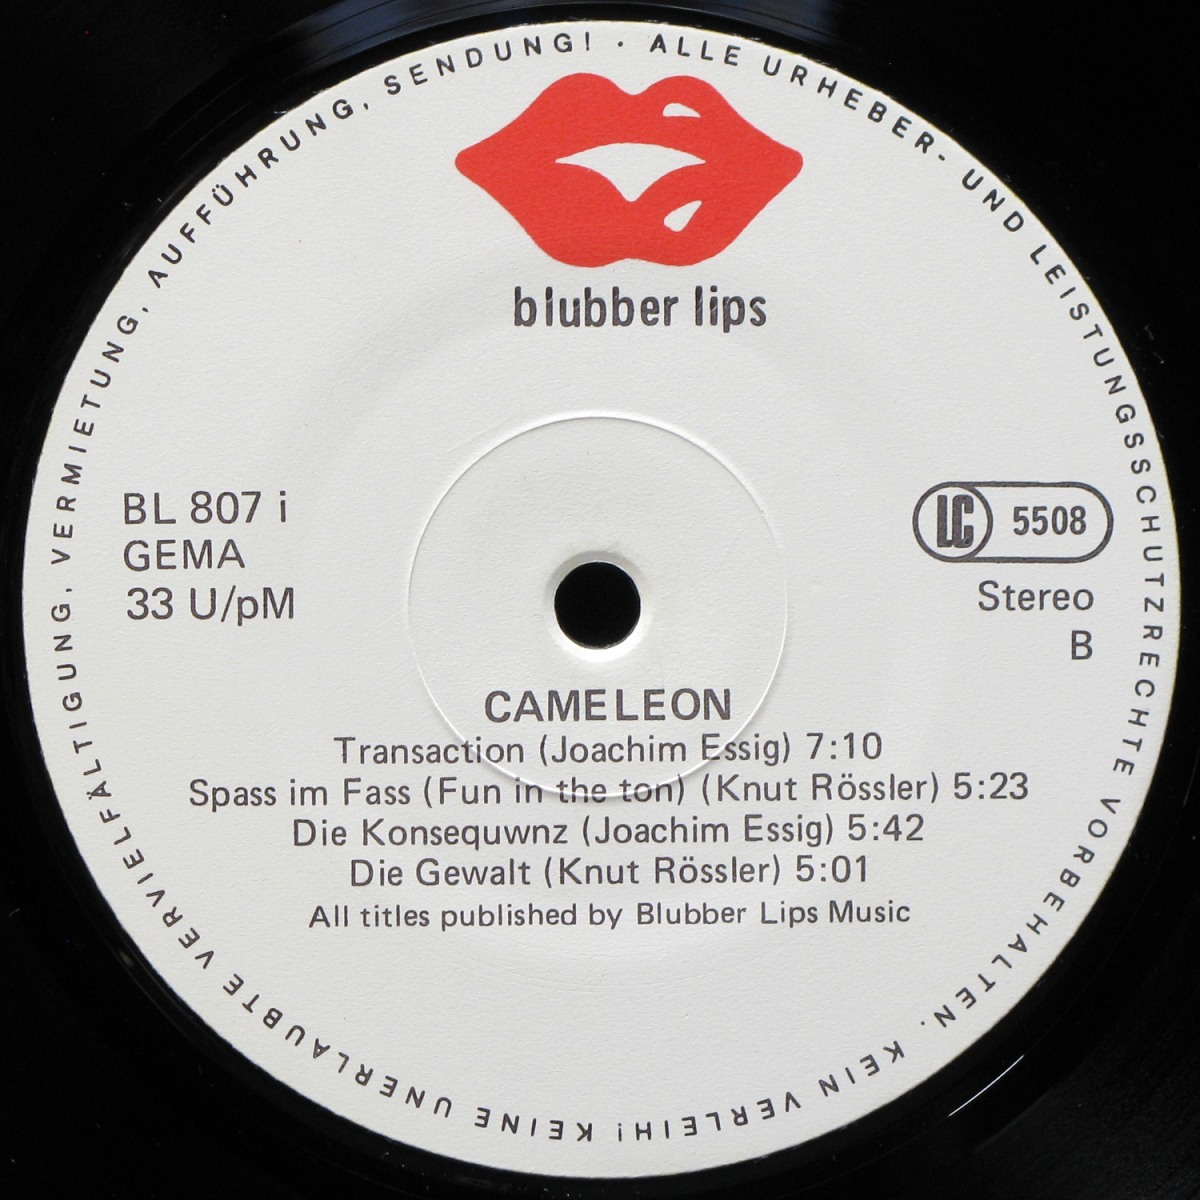 ALLE URHEBER- UND LEISTUNGSSCHUTZRECHTE VORBEHALTEN. KEIN VERLEIH! KEINE UNERLAUBTE VERVIELFÄLTIGUNG, VERMIETUNG, AUFFÜHRUNG, SENDUNG! ·
blubber lips
BL 807 i
GEMA
33 U/pM
LC 5508
Stereo
B
CAMELEON
Transaction (Joachim Essig) 7:10
Spass im Fass (Fun in the ton) (Knut Rössler) 5:23
Die Konsequwnz (Joachim Essig) 5:42
Die Gewalt (Knut Rössler) 5:01
All titles published by Blubber Lips Music